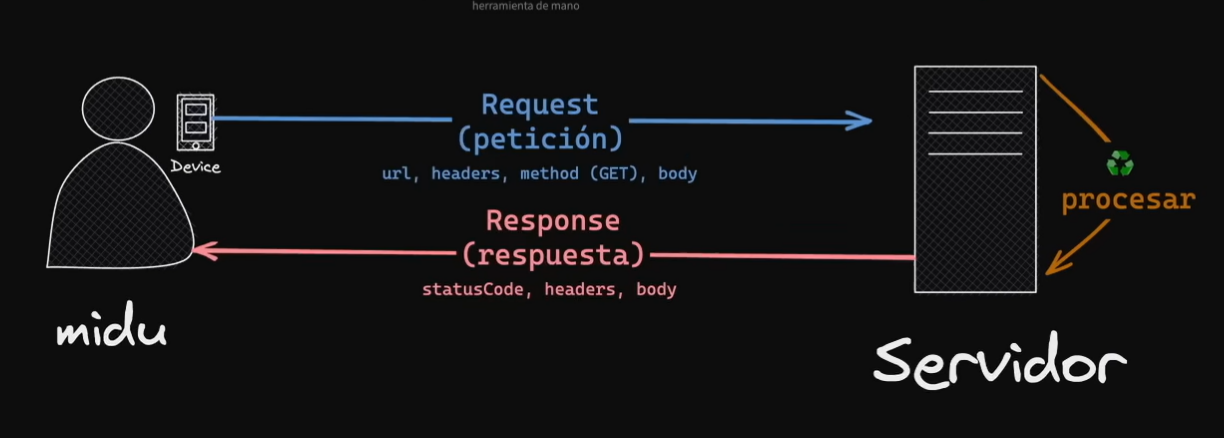 herramienta de mano
Request
(petición)
Device
url, headers, method (GET), body
procesar
Response
(respuesta)
statusCode, headers, body
midu
Servidor